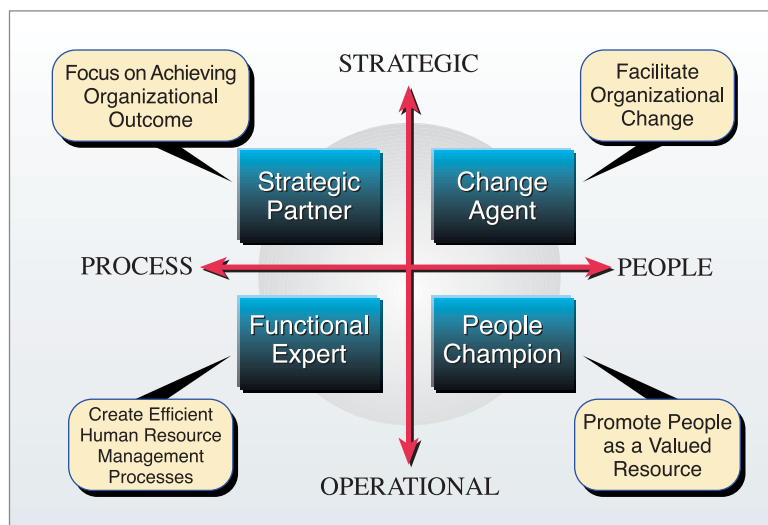 STRATEGIC
Focus on Achieving
Organizational
Outcome
Facilitate
Organizational
Change
Strategic
Partner
Change
Agent
PROCESS
PEOPLE
Functional
Expert
People
Champion
Create Efficient
Human Resource
Management
Processes
Promote People
as a Valued
Resource
OPERATIONAL